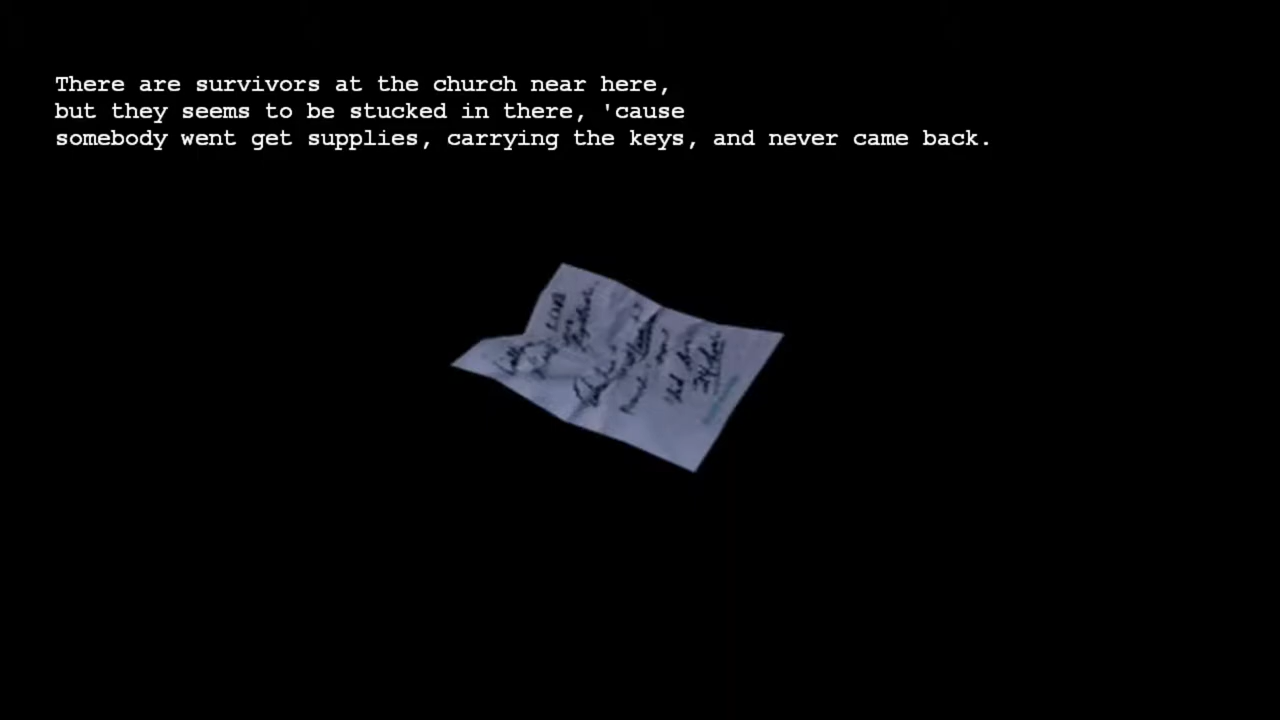 There are survivors at the church near here,
but they seems to be stucked in there, 'cause
somebody went get supplies, carrying the keys, and never came back.